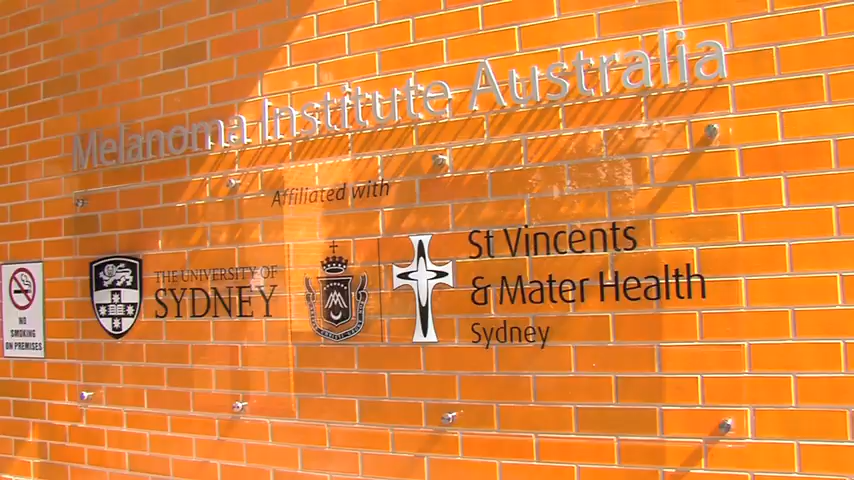 Melanoma Institute Australia
Affiliated with
THE UNIVERSITY OF
SYDNEY
St Vincents
& Mater Health
Sydney
NO
SMOKING
ON PREMISES